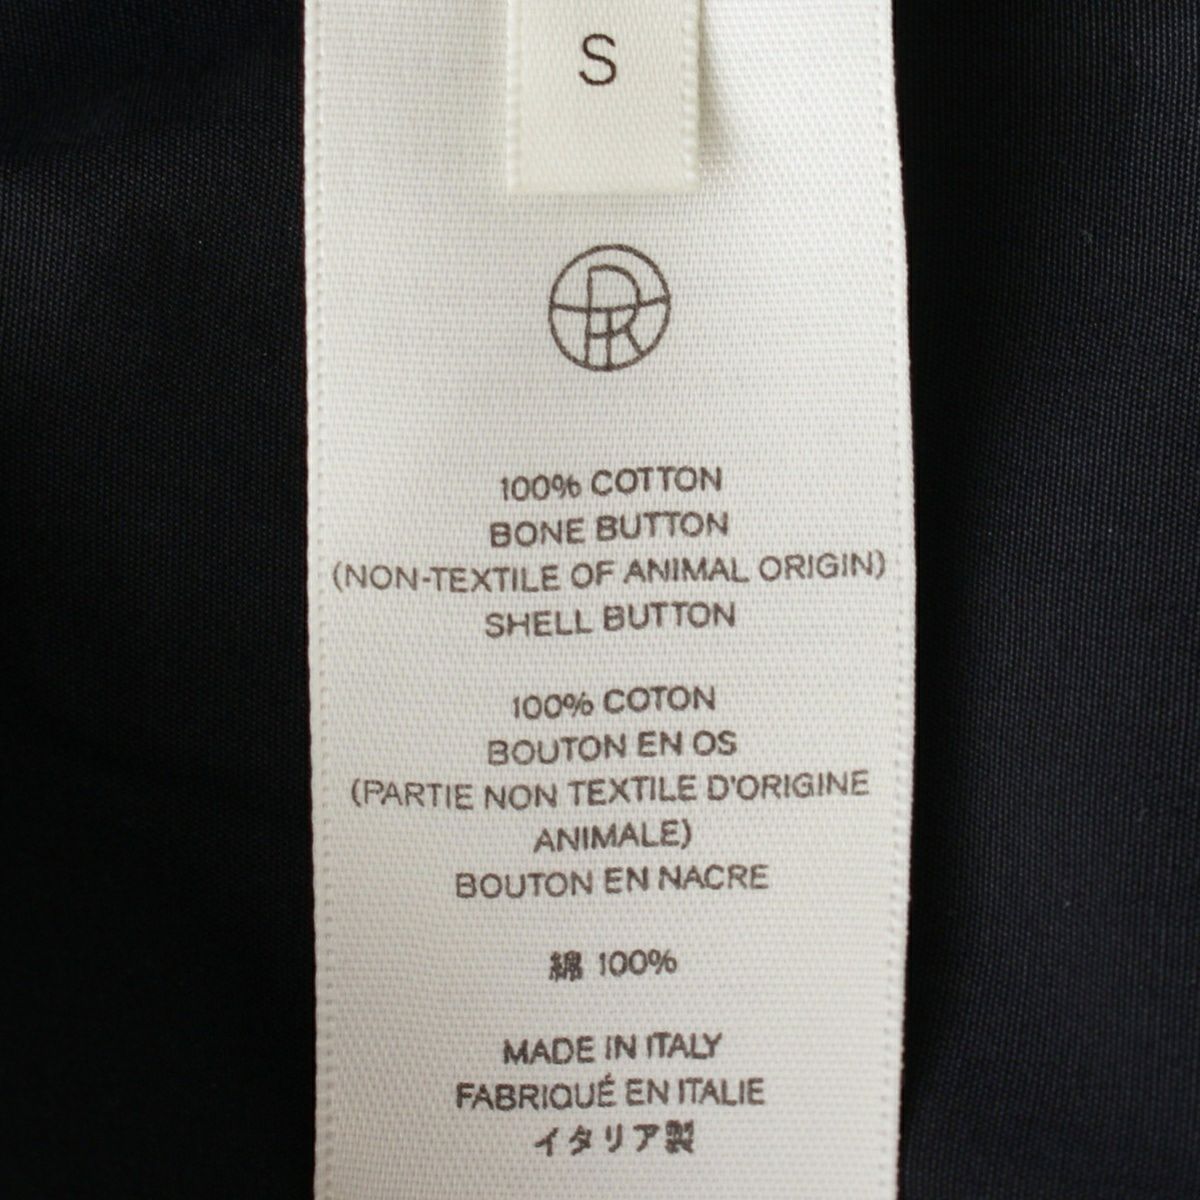 S
100% COTTON
BONE BUTTON
(NON-TEXTILE OF ANIMAL ORIGIN)
SHELL BUTTON
100% COTON
BOUTON EN OS
(PARTIE NON TEXTILE D'ORIGINE
ANIMALE)
BOUTON EN NACRE
綿 100%
MADE IN ITALY
FABRIQUÉ EN ITALIE
イタリア製